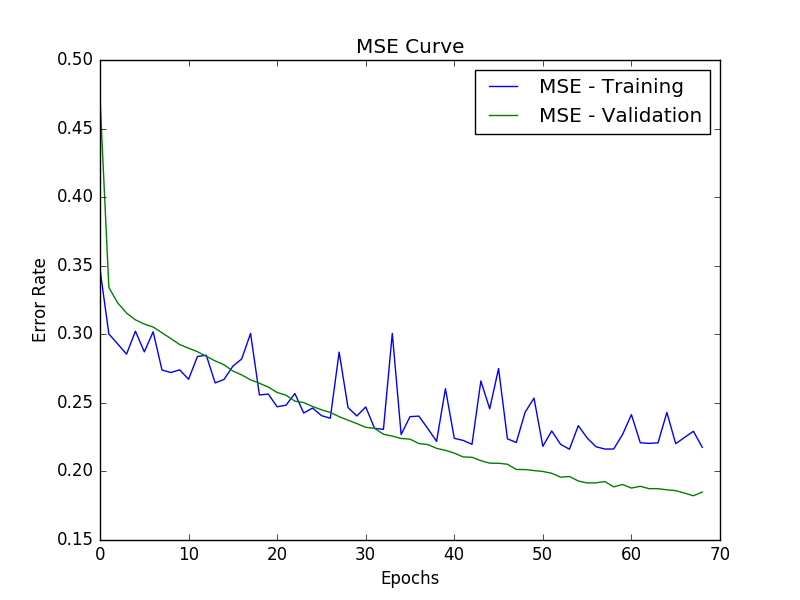 MSE Curve
0.50
0.45
0.40
0.35
0.30
0.25
0.20
0.15
Error Rate
MSE - Training
MSE - Validation
0 10 20 30 40 50 60 70
Epochs